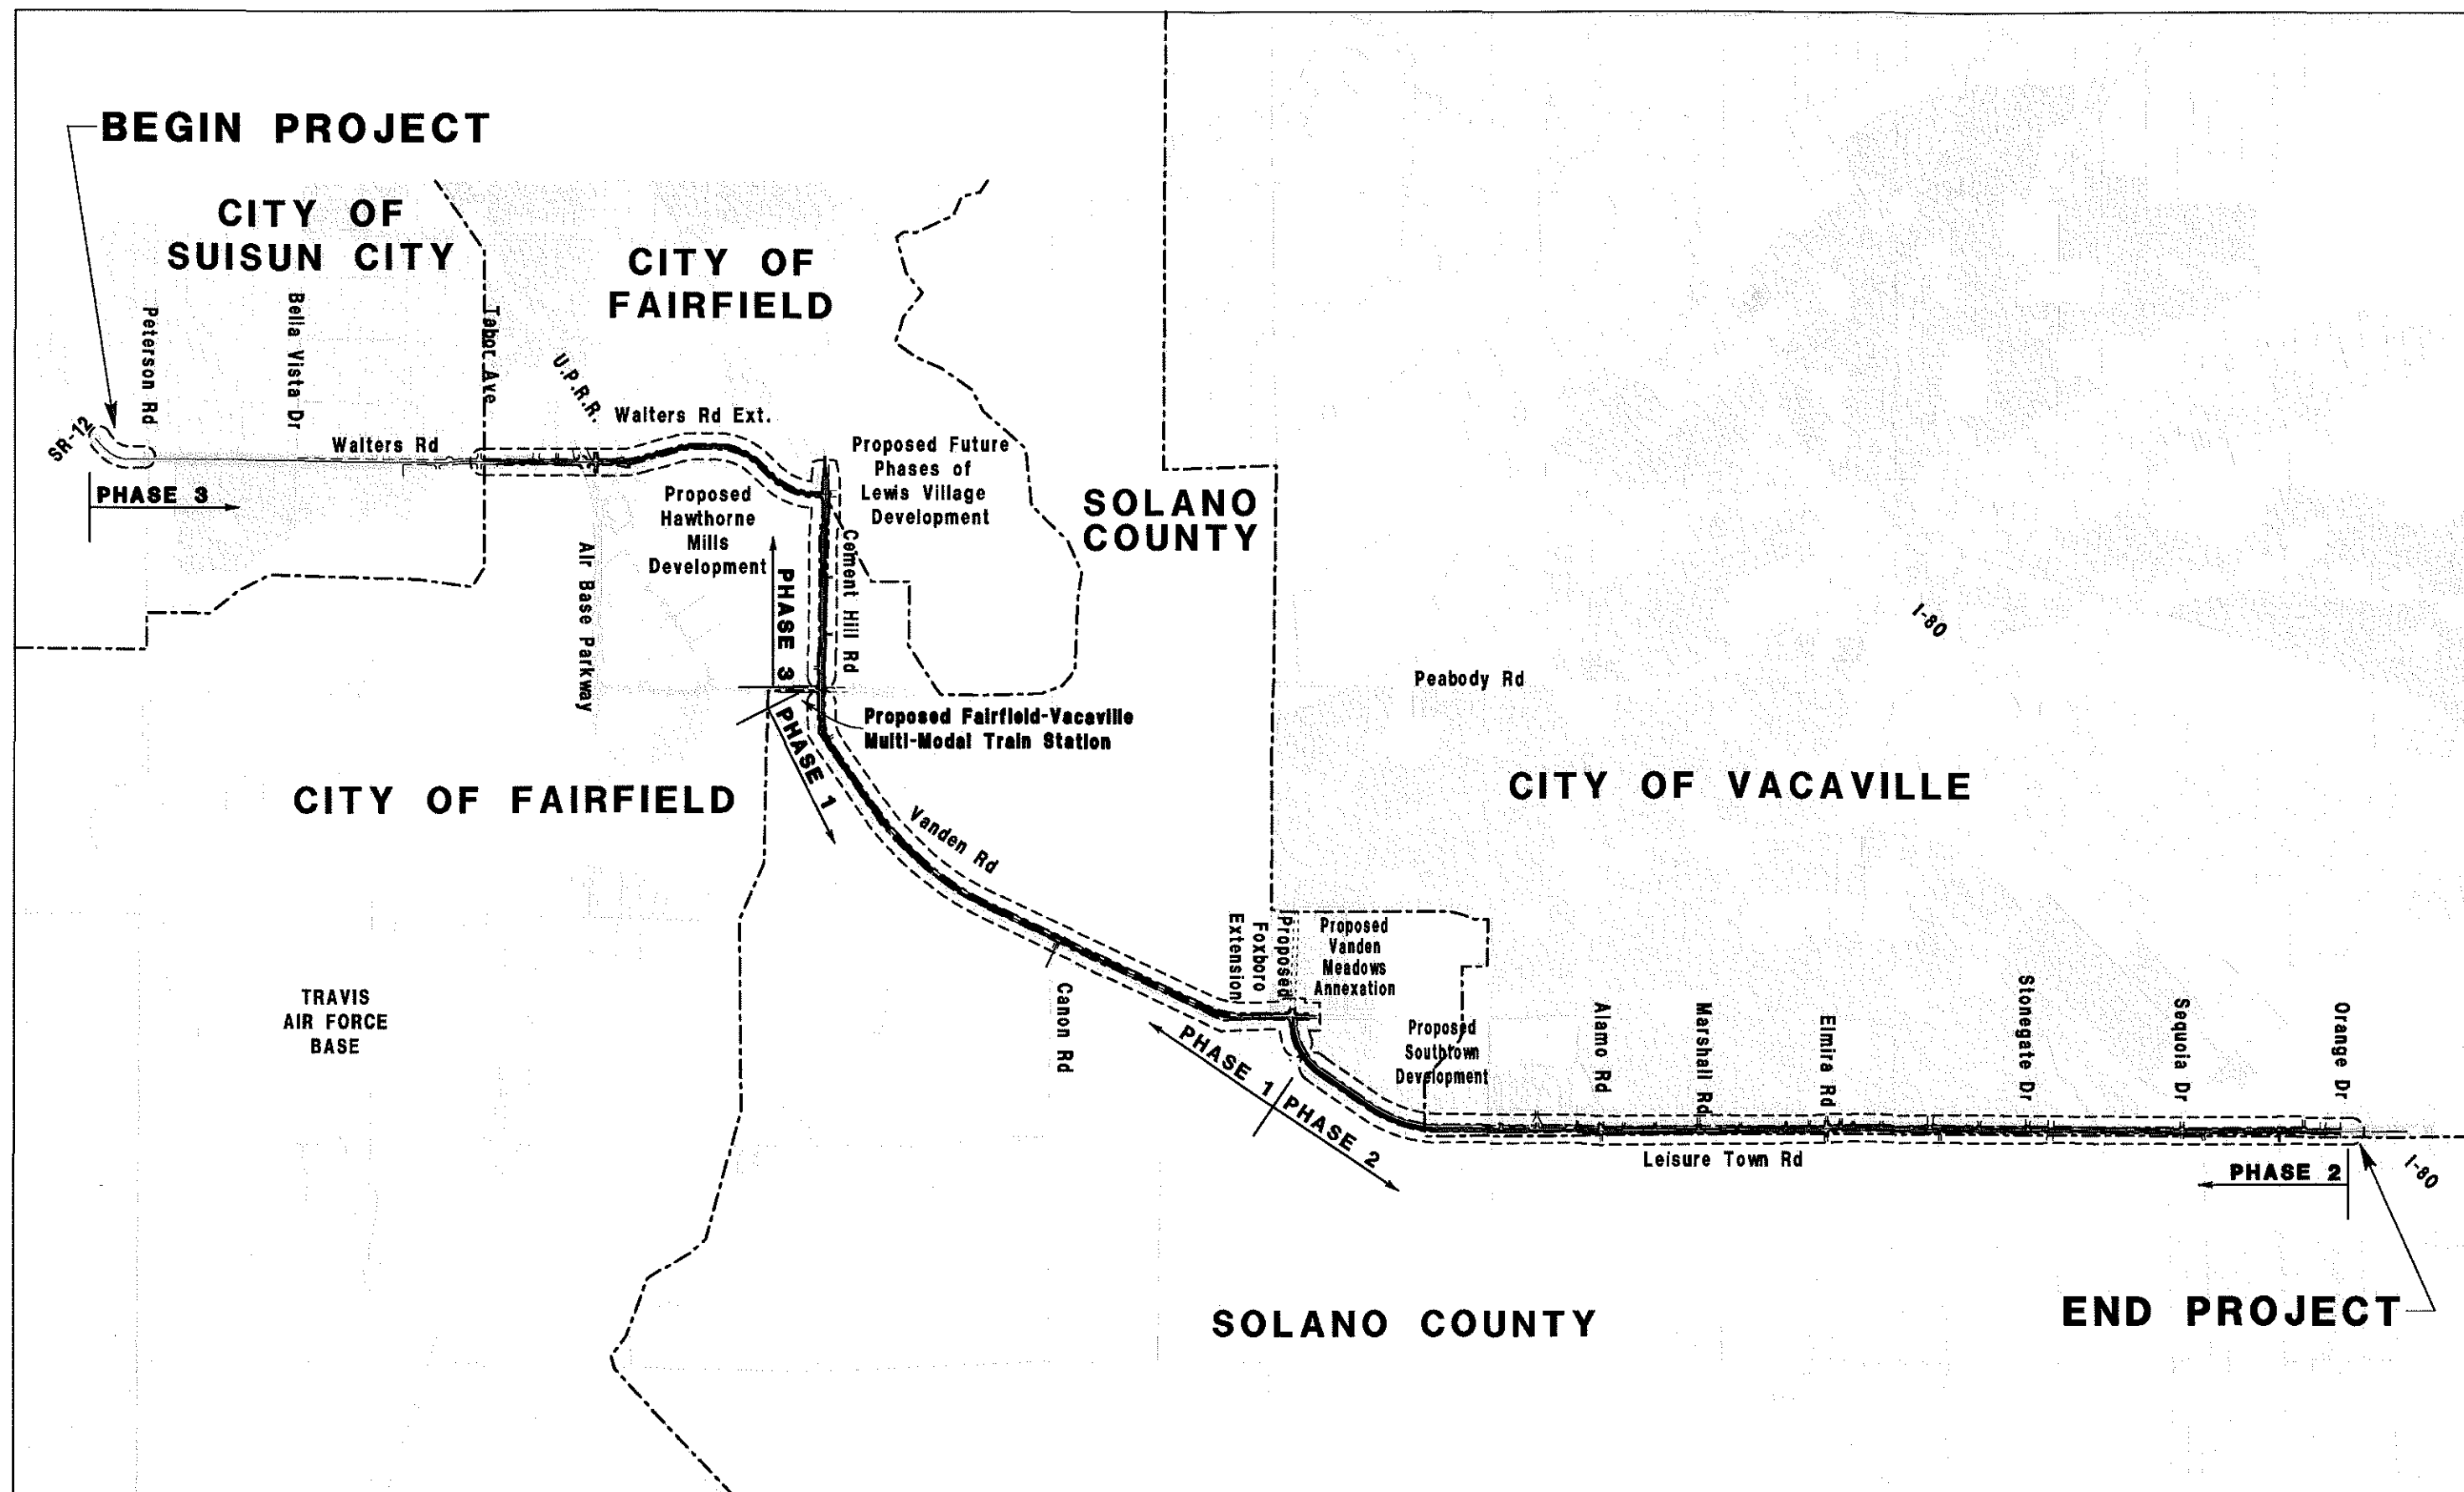 BEGIN PROJECT
CITY OF
SUISUN CITY
CITY OF
FAIRFIELD
Peterson Rd
Bella Vista Dr
Tabor Ave
U.P.R.R.
SR-12
Walters Rd
Walters Rd Ext.
PHASE 3
Proposed
Hawthorne
Mills
Development
Proposed Future
Phases of
Lewis Village
Development
Cement Hill Rd
PHASE 3
Air Base Parkway
SOLANO
COUNTY
I-80
Peabody Rd
Proposed Fairfield-Vacaville
Multi-Modal Train Station
PHASE 1
CITY OF FAIRFIELD
CITY OF VACAVILLE
Vanden Rd
TRAVIS
AIR FORCE
BASE
Canon Rd
Proposed
Foxboro
Extension
Proposed
Vanden
Meadows
Annexation
Proposed
Southtown
Development
PHASE 1
PHASE 2
Alamo Rd
Marshall Rd
Elmira Rd
Stonegate Dr
Sequoia Dr
Orange Dr
Leisure Town Rd
PHASE 2
I-80
SOLANO COUNTY
END PROJECT